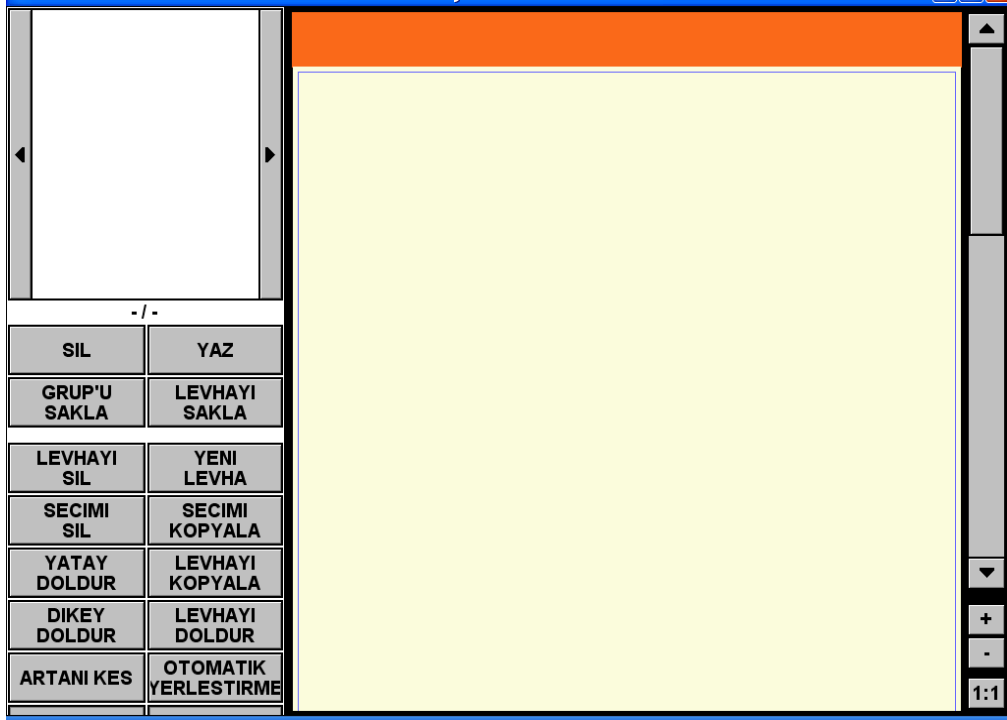 - / -
SIL
YAZ
GRUP'U
SAKLA
LEVHAYI
SAKLA
LEVHAYI
SIL
YENI
LEVHA
SECIMI
SIL
SECIMI
KOPYALA
YATAY
DOLDUR
LEVHAYI
KOPYALA
DIKEY
DOLDUR
LEVHAYI
DOLDUR
ARTANI KES
OTOMATIK
YERLESTIRME
+
-
1:1